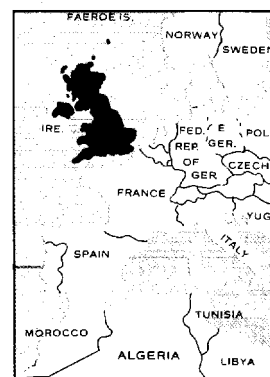 FAEROE IS.
NORWAY
SWEDEN
IRE.
FED. REP. OF GER.
E GER.
POL
CZECH
FRANCE
YUG
ITALY
SPAIN
TUNISIA
MOROCCO
ALGERIA
LIBYA